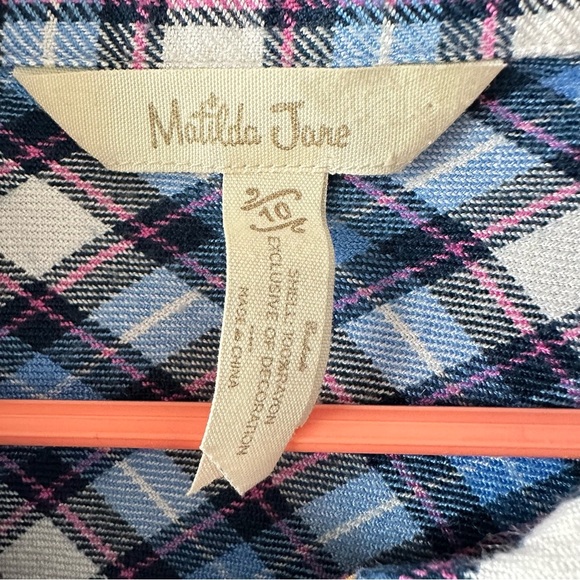 Matilda Jane
10
SHELL: 100% RAYON
EXCLUSIVE OF DECORATION
MADE IN CHINA